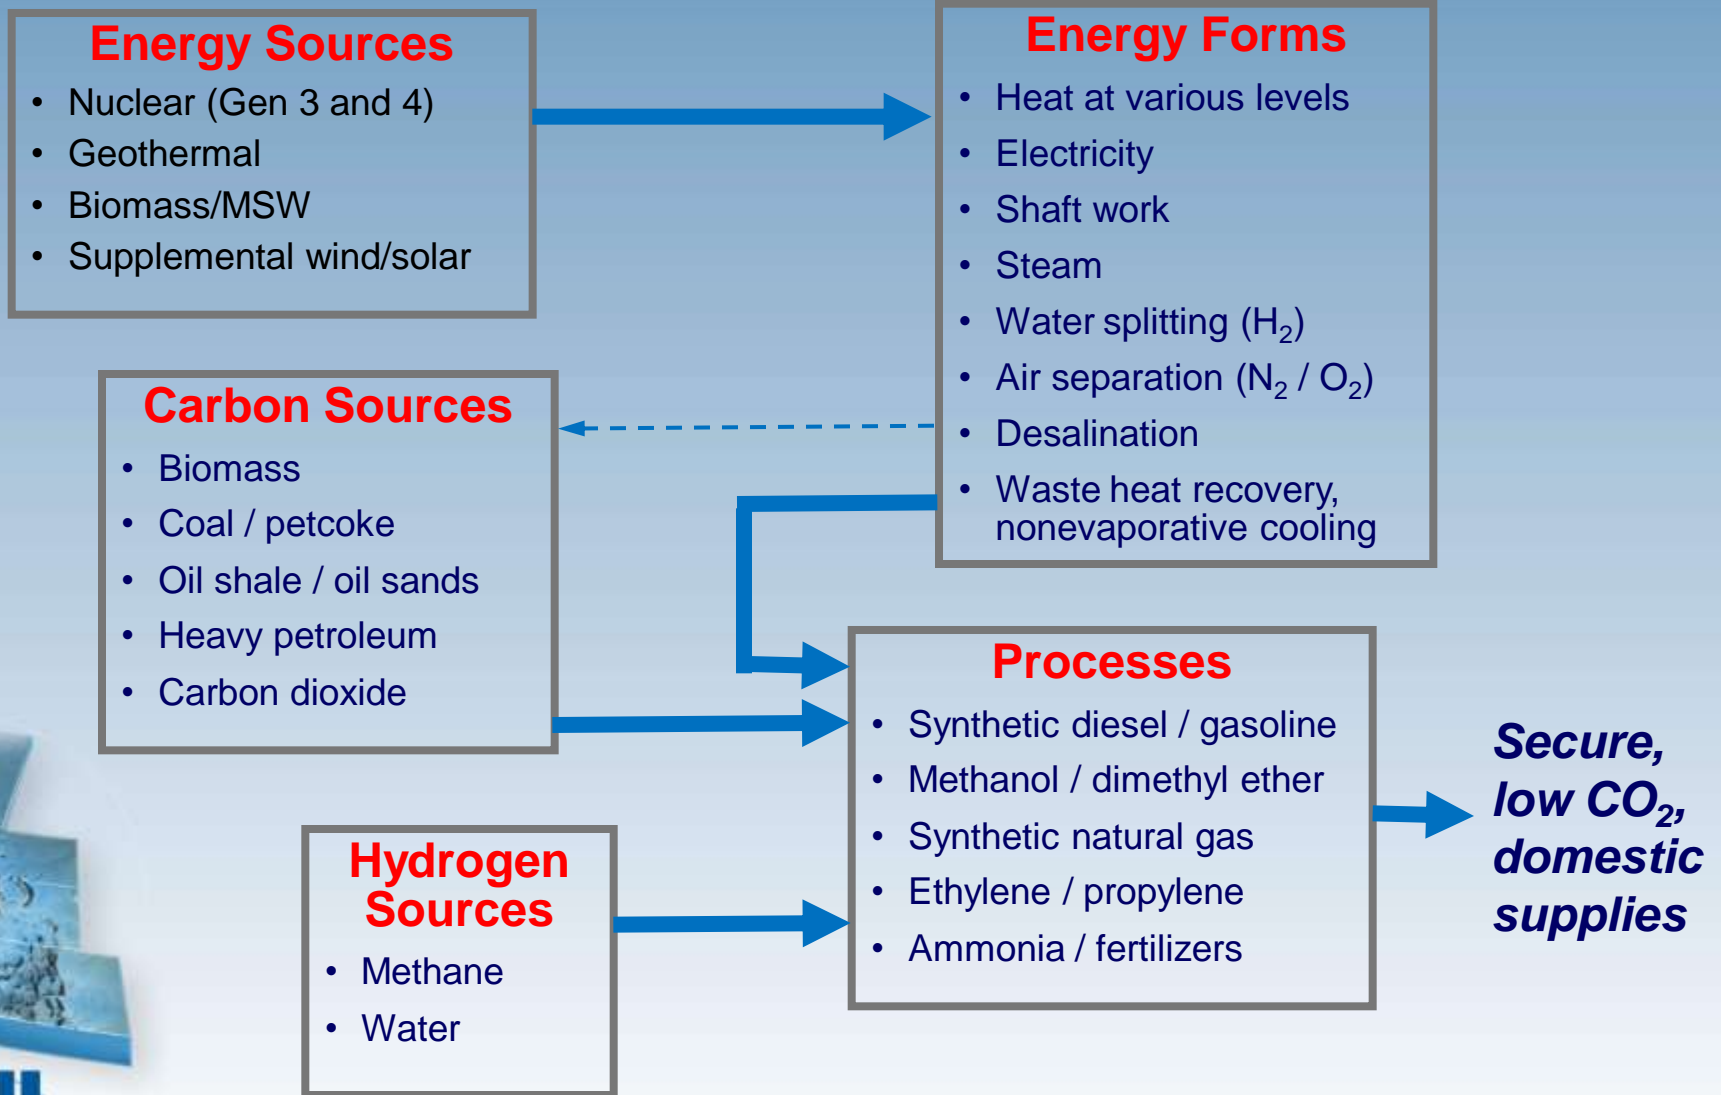 Energy Sources
• Nuclear (Gen 3 and 4)
• Geothermal
• Biomass/MSW
• Supplemental wind/solar
Energy Forms
• Heat at various levels
• Electricity
• Shaft work
• Steam
• Water splitting (H₂)
• Air separation (N₂ / O₂)
• Desalination
• Waste heat recovery,
nonevaporative cooling
Carbon Sources
• Biomass
• Coal / petcoke
• Oil shale / oil sands
• Heavy petroleum
• Carbon dioxide
Hydrogen
Sources
• Methane
• Water
Processes
• Synthetic diesel / gasoline
• Methanol / dimethyl ether
• Synthetic natural gas
• Ethylene / propylene
• Ammonia / fertilizers
Secure,
low CO₂,
domestic
supplies